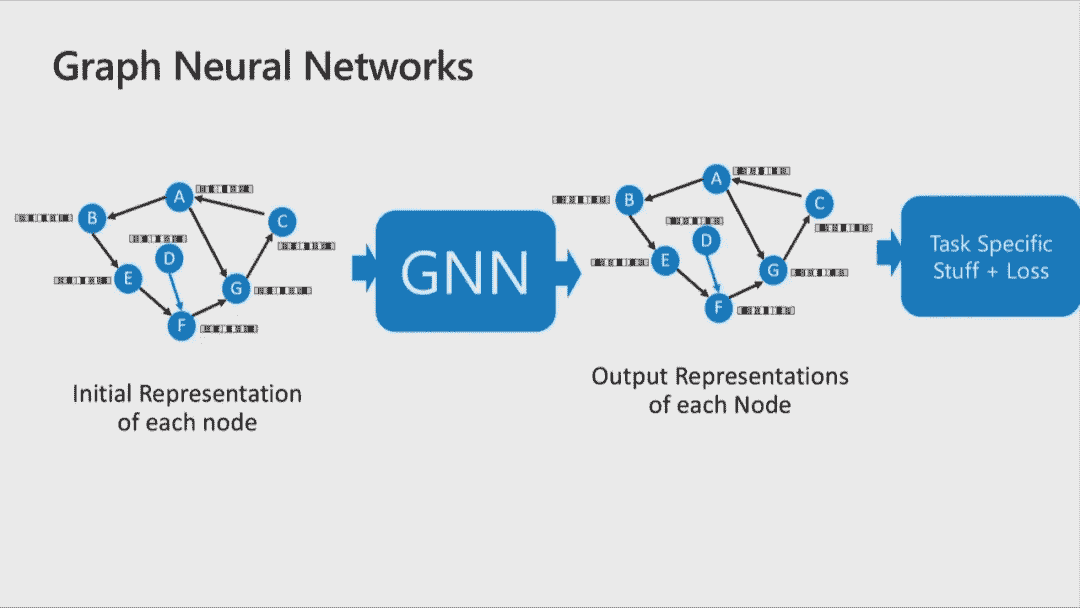 Graph Neural Networks
A
B
C
D
E
G
F
Initial Representation
of each node
GNN
A
B
C
D
E
G
F
Output Representations
of each Node
Task Specific
Stuff + Loss